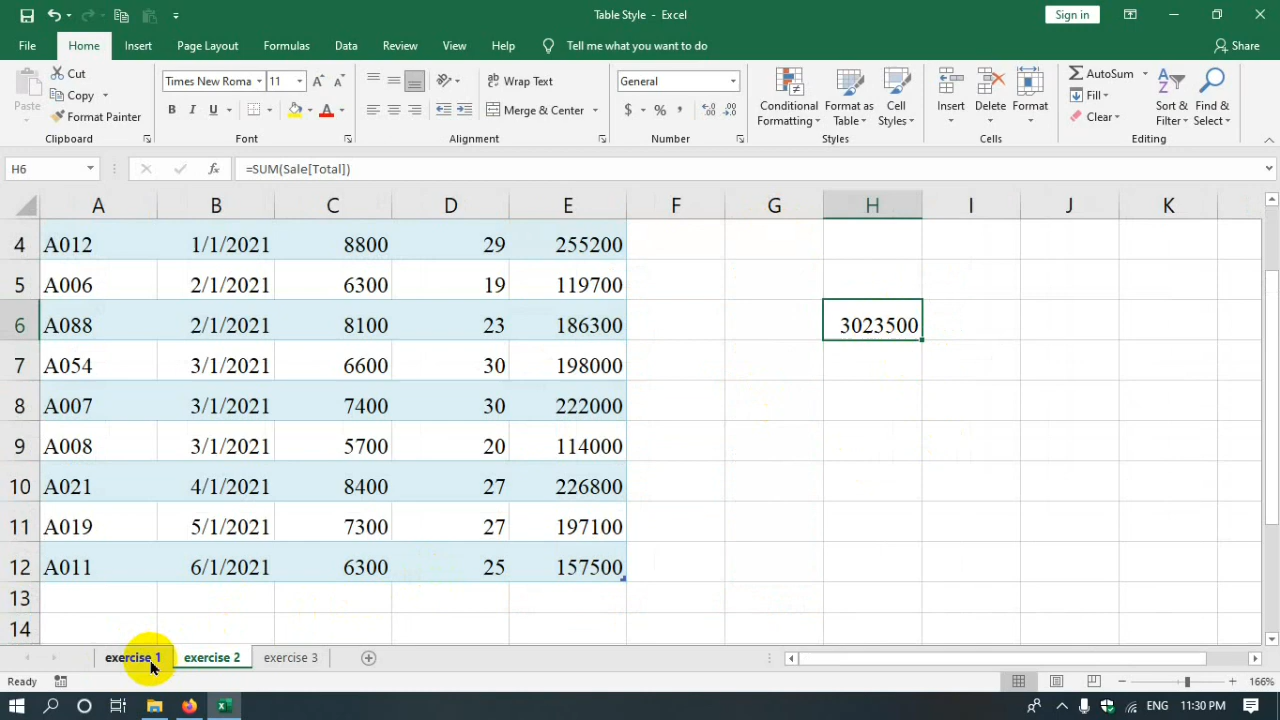 Table Style - Excel
Sign in
File Home Insert Page Layout Formulas Data Review View Help Tell me what you want to do Share
Paste Cut Copy Format Painter
Times New Roma 11
B I U A
Wrap Text
Merge & Center
General
$ % ,
Conditions Formatting
Format as Table
Cell Styles
Insert Delete Format
AutoSum
Fill
Clear
Sort & Filter
Find & Select
Clipboard Font Alignment Number Styles Cells Editing
H6 fx =SUM(Sale[Total])
A B C D E F G H I J K
4 A012 1/1/2021 8800 29 255200
5 A006 2/1/2021 6300 19 119700
6 A088 2/1/2021 8100 23 186300 3023500
7 A054 3/1/2021 6600 30 198000
8 A007 3/1/2021 7400 30 222000
9 A008 3/1/2021 5700 20 114000
10 A021 4/1/2021 8400 27 226800
11 A019 5/1/2021 7300 27 197100
12 A011 6/1/2021 6300 25 157500
13
14
exercise 1 exercise 2 exercise 3
Ready 166%
ENG 11:30 PM